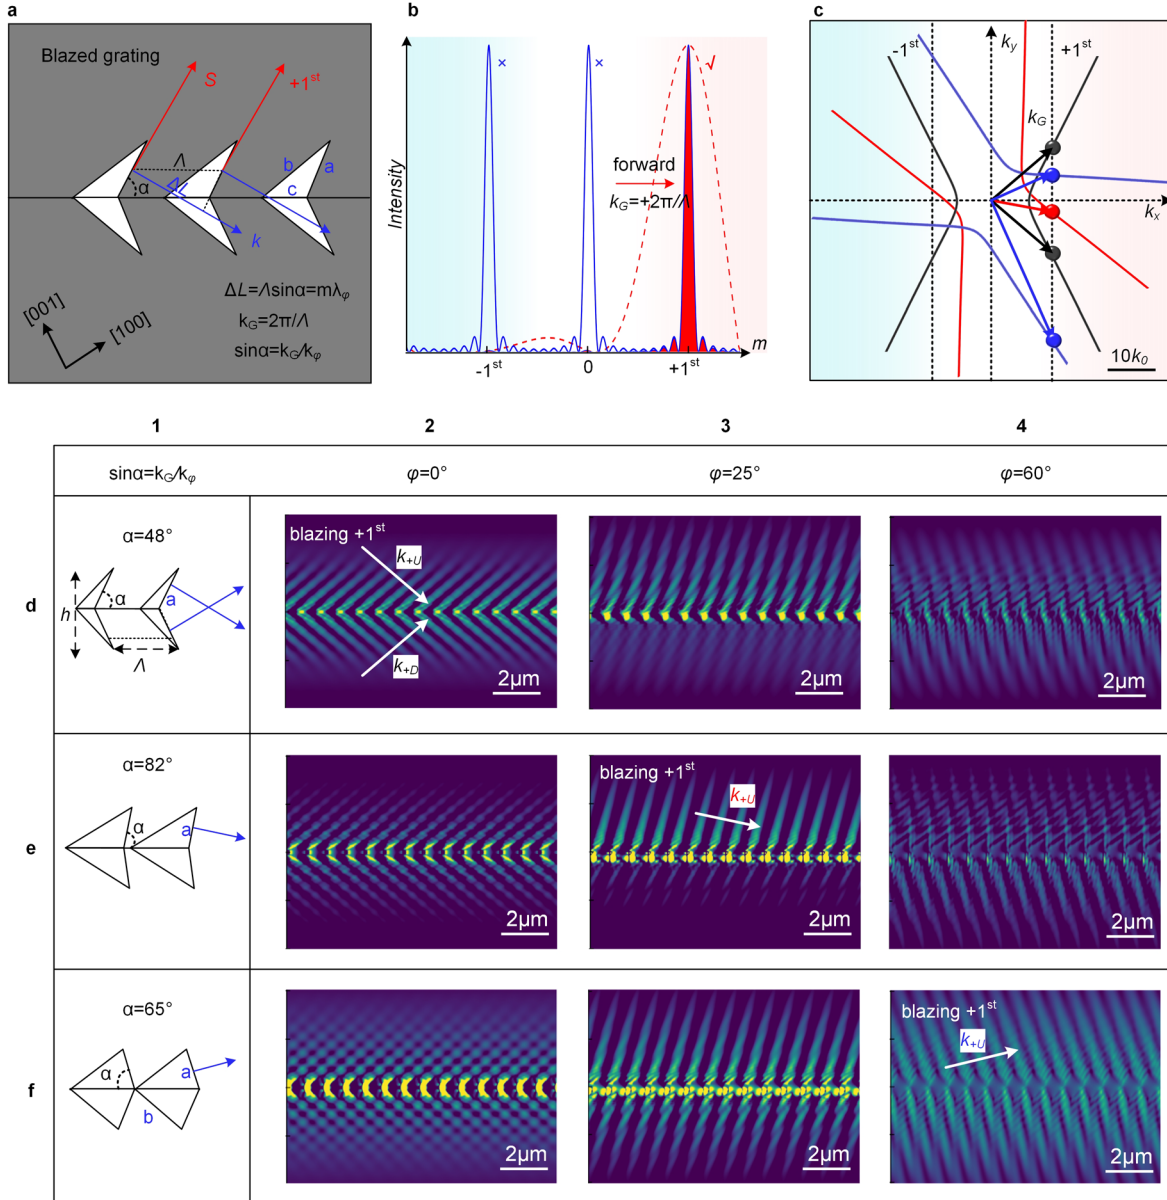 a
Blazed grating
S
+1st
Λ
b
a
α
ΔL
c
k
ΔL=Λsinα=mλφ
kG=2π/Λ
sinα=kG/kφ
[001]
[100]
b
Intensity
×
×
√
forward
kG=+2π/Λ
-1st
0
+1st
m
c
-1st
ky
+1st
kG
kx
10k0
1
2
3
4
sinα=kG/kφ
φ=0°
φ=25°
φ=60°
d
α=48°
h
α
a
Λ
blazing +1st
k+U
k+D
2μm
2μm
2μm
e
α=82°
α
a
2μm
blazing +1st
k+U
2μm
2μm
f
α=65°
α
a
b
2μm
2μm
blazing +1st
k+U
2μm